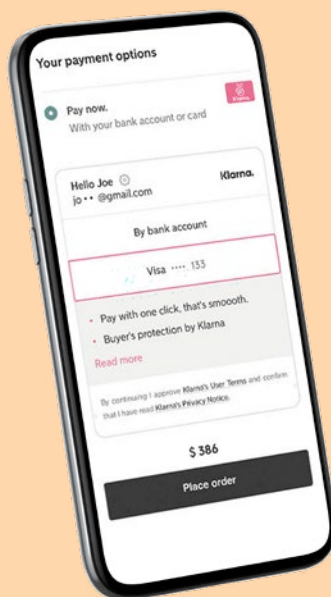 Your payment options
Pay now.
Klarna
With your bank account or card
Hello Joe
Klarna.
jo•• @gmail.com
By bank account
Visa •••• 133
• Pay with one click, that's smoooth.
• Buyer's protection by Klarna
Read more
By continuing I approve Klarna's User Terms and confirm
that I have read Klarna's Privacy Notice.
$ 386
Place order